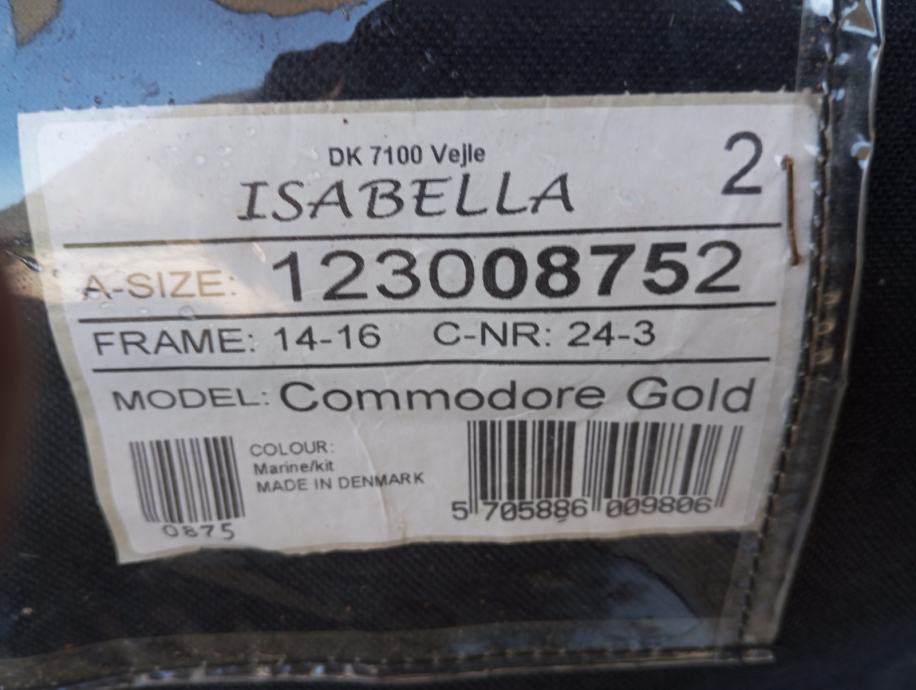 DK 7100 Vejle
2
ISABELLA
A-SIZE: 123008752
FRAME: 14-16 C-NR: 24-3
MODEL: Commodore Gold
COLOUR:
Marine/kit
MADE IN DENMARK
0875
5 705886 009806